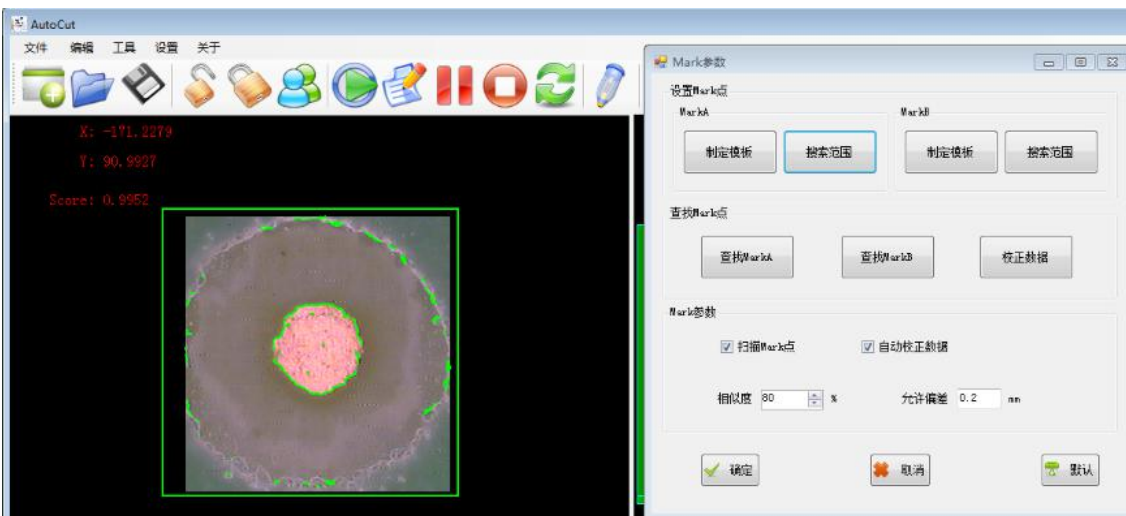 AutoCut
文件 编辑 工具 设置 关于
X: -171.2279
Y: 90.9927
Score: 0.9952
Mark参数
设置Mark点
MarkA
制定模板 搜索范围
MarkB
制定模板 搜索范围
查找Mark点
查找MarkA 查找MarkB 校正数据
Mark参数
扫描Mark点 自动校正数据
相似度 80 % 允许偏差 0.2 mm
确定 取消 默认